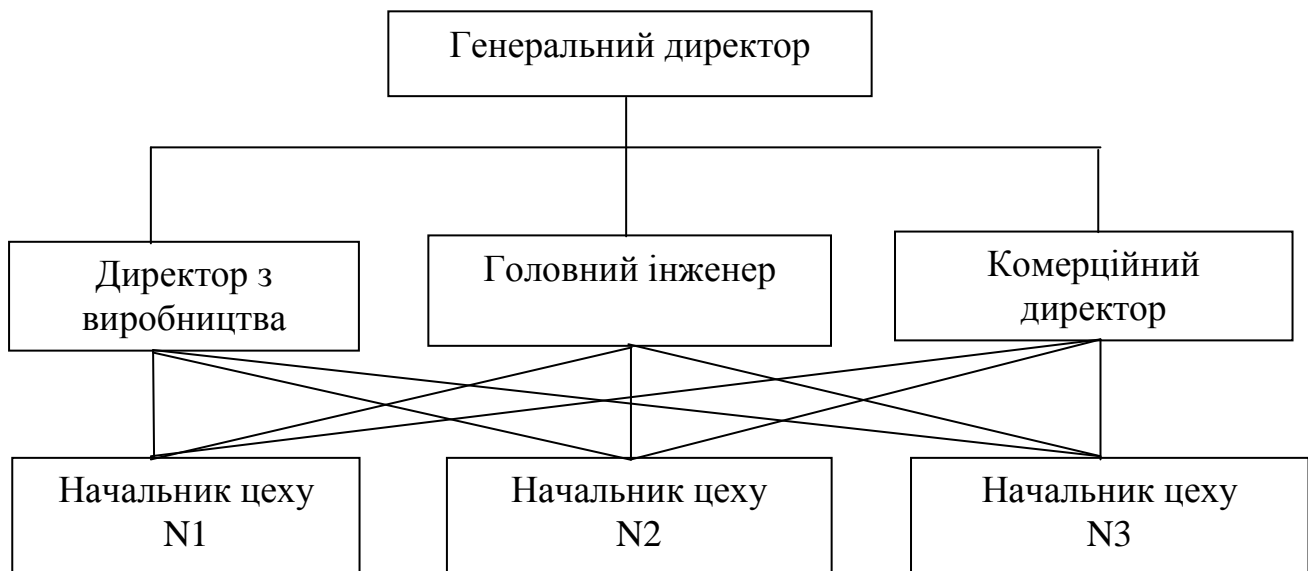 Генеральний директор
Директор з
виробництва
Головний інженер
Комерційний
директор
Начальник цеху
N1
Начальник цеху
N2
Начальник цеху
N3